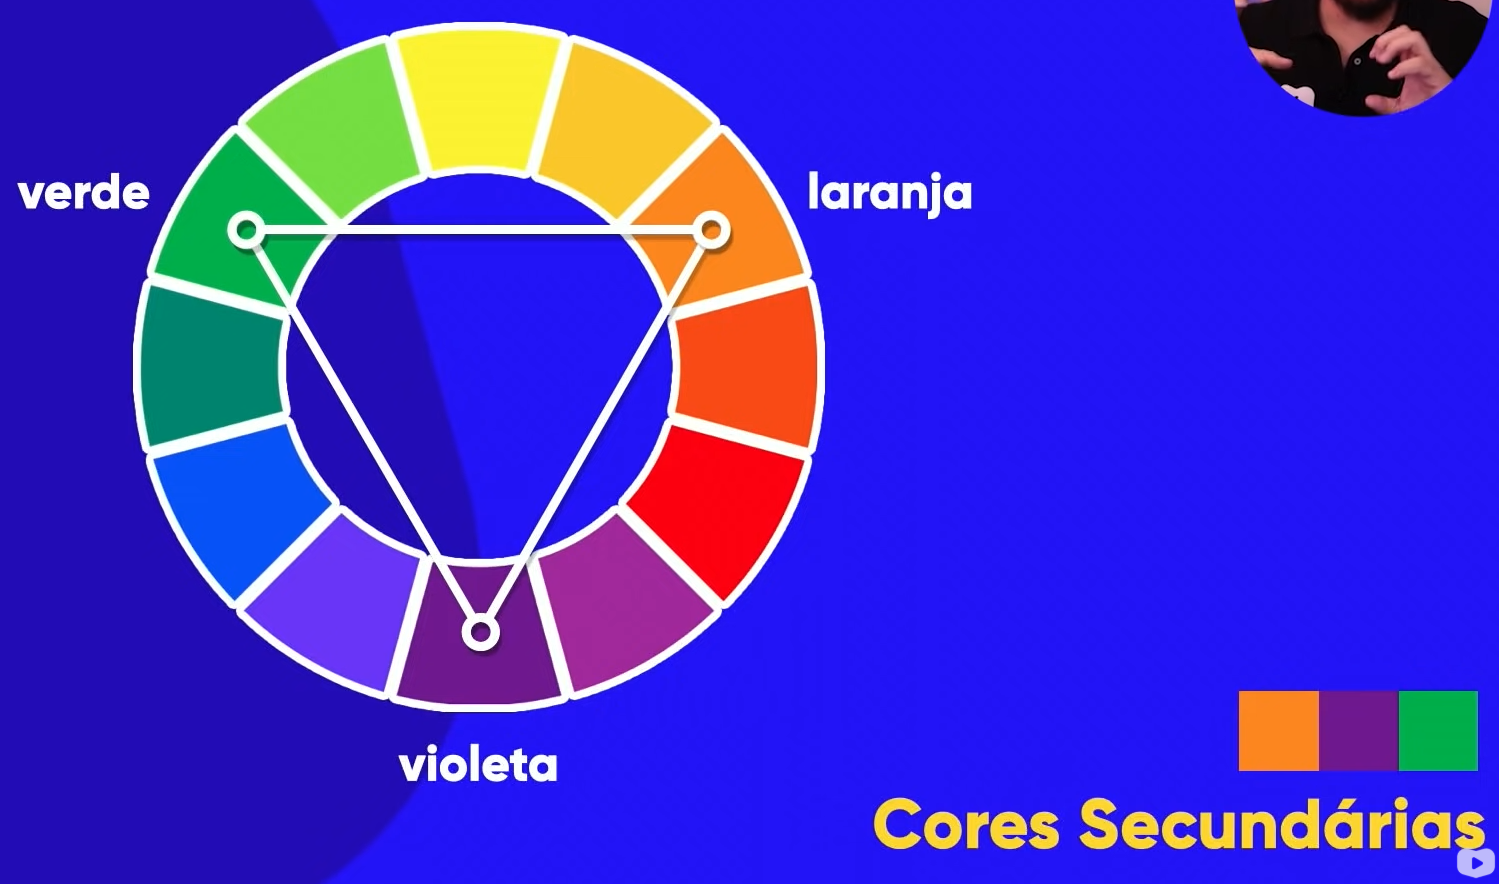 verde
laranja
violeta
Cores Secundárias